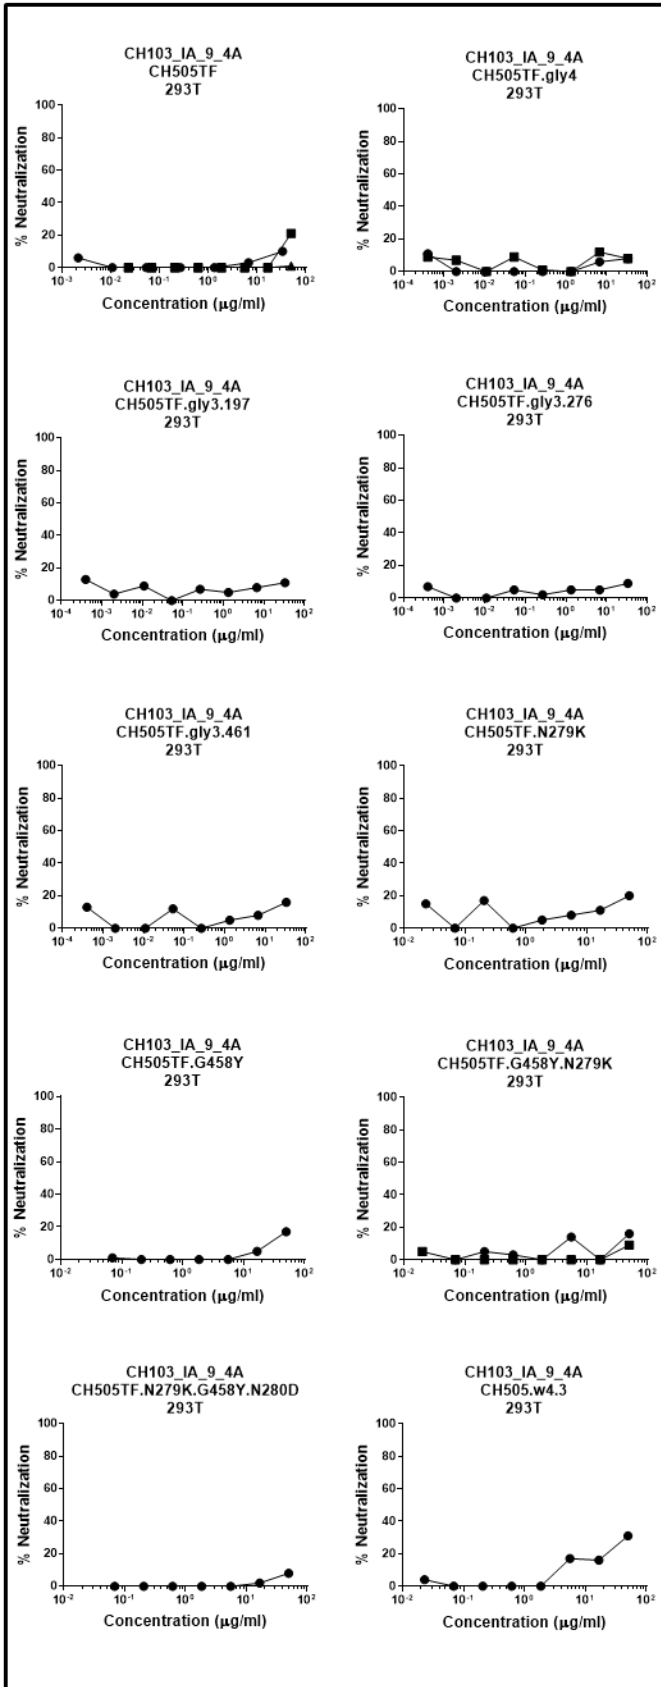 CH103_IA_9_4A
CH505TF
293T
% Neutralization
100
80
60
40
20
0
10-3 10-2 10-1 100 101 102
Concentration (µg/ml)
CH103_IA_9_4A
CH505TF.gly4
293T
% Neutralization
100
80
60
40
20
0
10-4 10-3 10-2 10-1 100 101 102
Concentration (µg/ml)
CH103_IA_9_4A
CH505TF.gly3.197
293T
% Neutralization
100
80
60
40
20
0
10-4 10-3 10-2 10-1 100 101 102
Concentration (µg/ml)
CH103_IA_9_4A
CH505TF.gly3.276
293T
% Neutralization
100
80
60
40
20
0
10-4 10-3 10-2 10-1 100 101 102
Concentration (µg/ml)
CH103_IA_9_4A
CH505TF.gly3.461
293T
% Neutralization
100
80
60
40
20
0
10-4 10-3 10-2 10-1 100 101 102
Concentration (µg/ml)
CH103_IA_9_4A
CH505TF.N279K
293T
% Neutralization
100
80
60
40
20
0
10-2 10-1 100 101 102
Concentration (µg/ml)
CH103_IA_9_4A
CH505TF.G458Y
293T
% Neutralization
100
80
60
40
20
0
10-2 10-1 100 101 102
Concentration (µg/ml)
CH103_IA_9_4A
CH505TF.G458Y.N279K
293T
% Neutralization
100
80
60
40
20
0
10-2 10-1 100 101 102
Concentration (µg/ml)
CH103_IA_9_4A
CH505TF.N279K.G458Y.N280D
293T
% Neutralization
100
80
60
40
20
0
10-2 10-1 100 101 102
Concentration (µg/ml)
CH103_IA_9_4A
CH505.w4.3
293T
% Neutralization
100
80
60
40
20
0
10-2 10-1 100 101 102
Concentration (µg/ml)